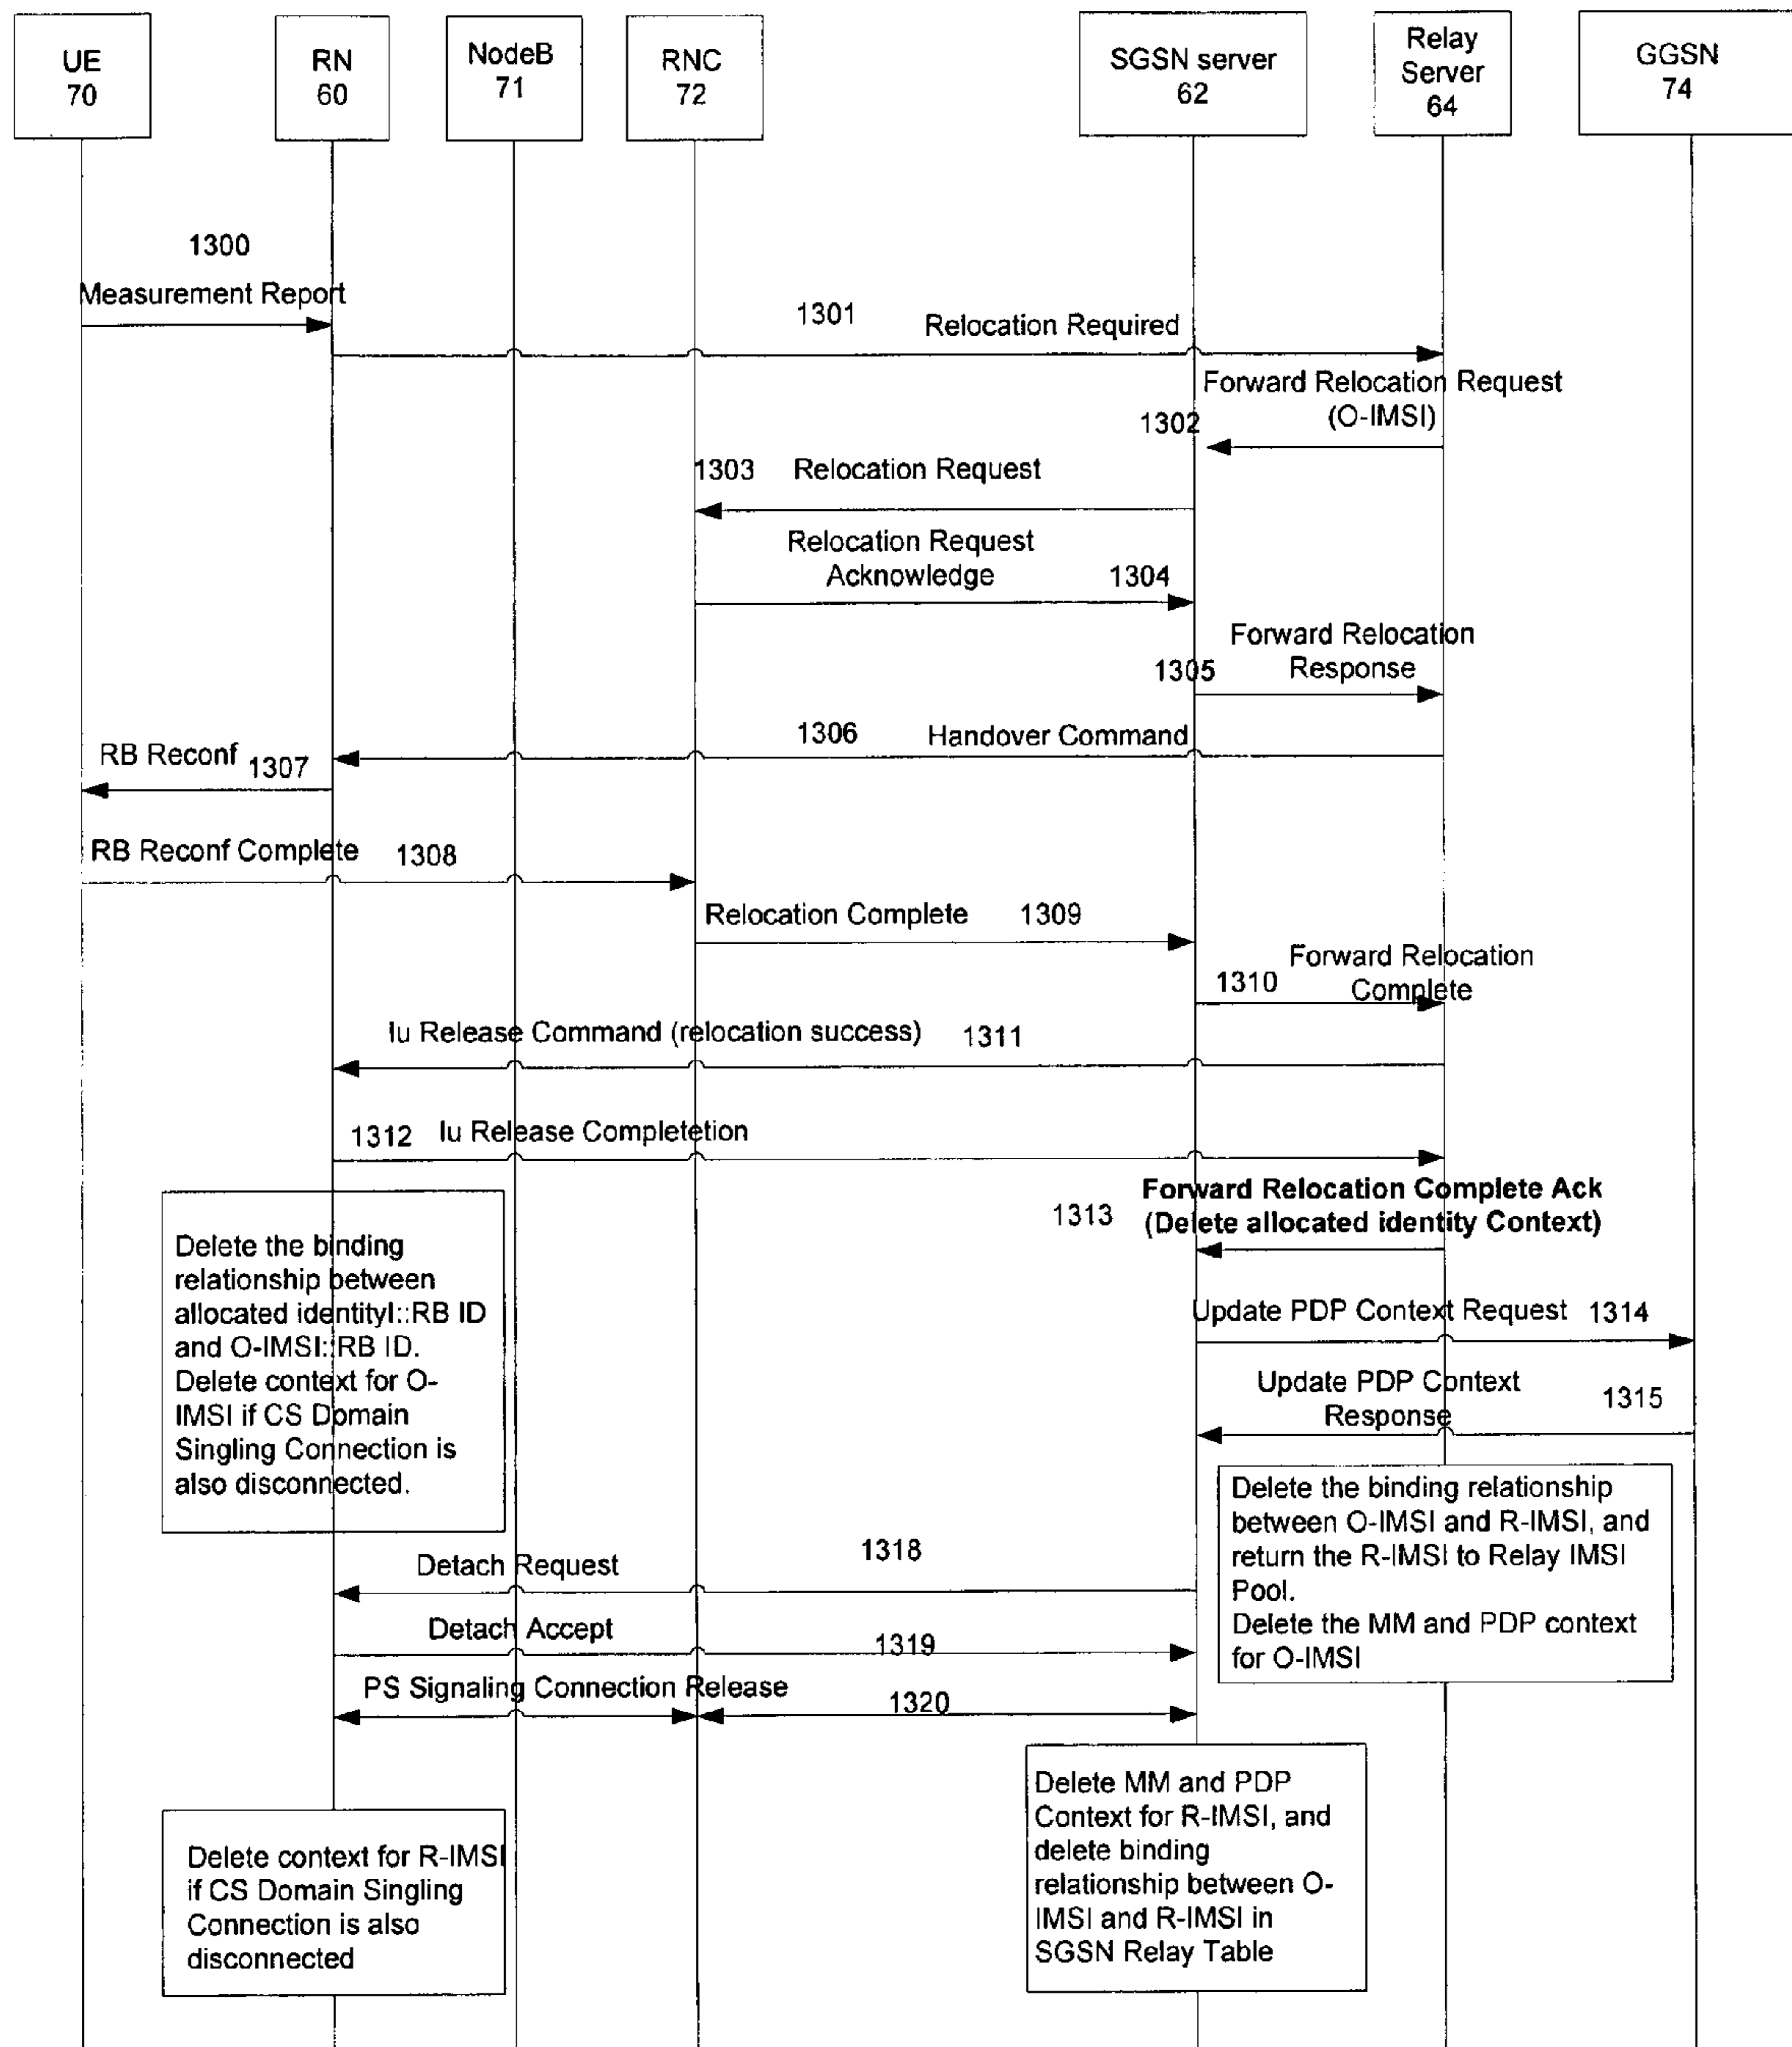 UE
70
RN
60
NodeB
71
RNC
72
SGSN server
62
Relay
Server
64
GGSN
74
1300
Measurement Report
1301
Relocation Required
Forward Relocation Request
(O-IMSI)
1302
1303
Relocation Request
Relocation Request
Acknowledge
1304
Forward Relocation
Response
1305
1306
Handover Command
RB Reconf
1307
RB Reconf Complete
1308
Relocation Complete
1309
Forward Relocation
Complete
1310
Iu Release Command (relocation success)
1311
1312
Iu Release Completetion
1313
Forward Relocation Complete Ack
(Delete allocated identity Context)
Delete the binding
relationship between
allocated identityI::RB ID
and O-IMSI::RB ID.
Delete context for O-
IMSI if CS Domain
Singling Connection is
also disconnected.
Update PDP Context Request
1314
Update PDP Context
Response
1315
Delete the binding relationship
between O-IMSI and R-IMSI, and
return the R-IMSI to Relay IMSI
Pool.
Delete the MM and PDP context
for O-IMSI
Detach Request
1318
Detach Accept
1319
PS Signaling Connection Release
1320
Delete MM and PDP
Context for R-IMSI, and
delete binding
relationship between O-
IMSI and R-IMSI in
SGSN Relay Table
Delete context for R-IMSI
if CS Domain Singling
Connection is also
disconnected